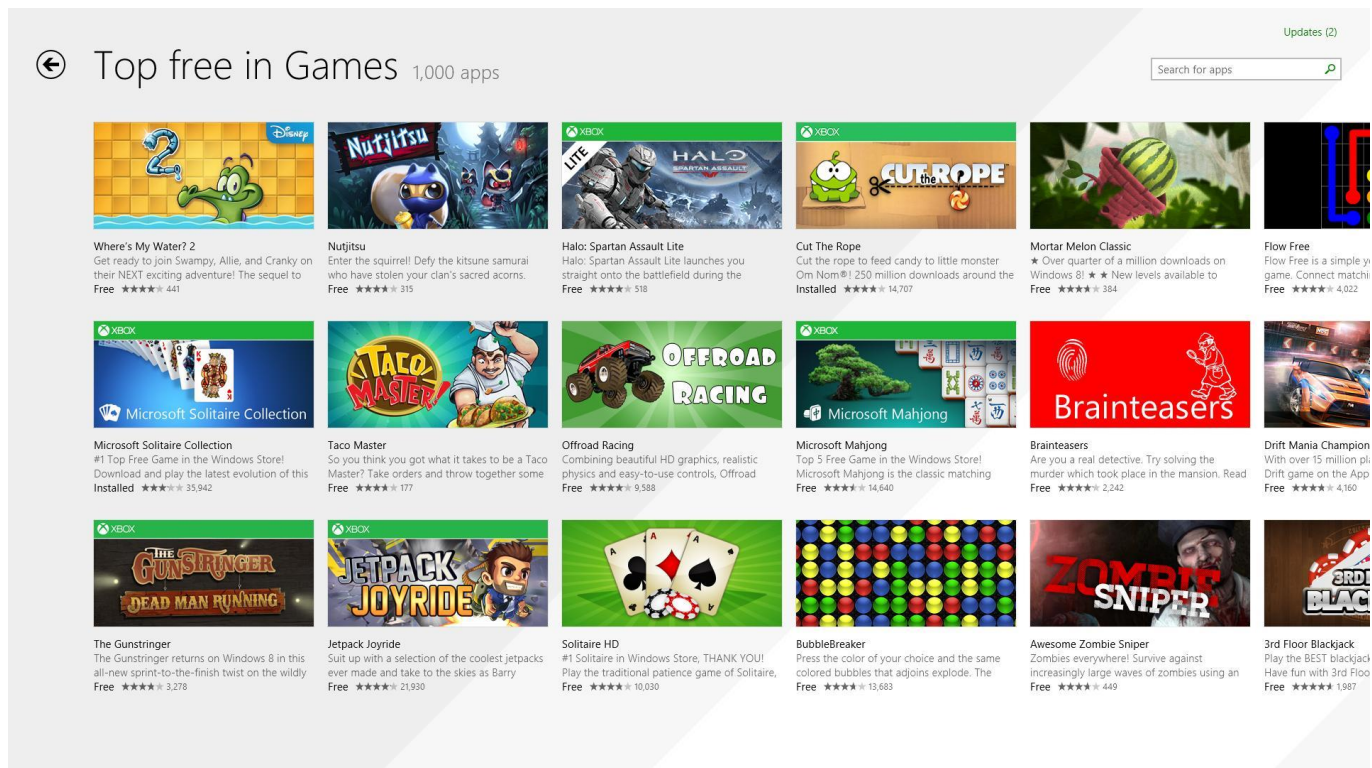 Updates (2)
Top free in Games 1,000 apps
Search for apps
Disney
2
Where's My Water? 2
Get ready to join Swampy, Allie, and Cranky on
their NEXT exciting adventure! The sequel to
Free 441
Nutjitsu
Nutjitsu
Enter the squirrel! Defy the kitsune samurai
who have stolen your clan's sacred acorns.
Free 315
XBOX
LITE
HALO
SPARTAN ASSAULT
Halo: Spartan Assault Lite
Halo: Spartan Assault Lite launches you
straight onto the battlefield during the
Free 518
XBOX
CUT the ROPE
Cut The Rope
Cut the rope to feed candy to little monster
Om Nom®! 250 million downloads around the
Installed 14,707
Mortar Melon Classic
★ Over quarter of a million downloads on
Windows 8! ★ ★ New levels available to
Free 384
Flow Free
Flow Free is a simple
game. Connect
Free 4,022
XBOX
Microsoft Solitaire Collection
Microsoft Solitaire Collection
#1 Top Free Game in the Windows Store!
Download and play the latest evolution of this
Installed 35,942
TACO
MASTER!
Taco Master
So you think you got what it takes to be a Taco
Master? Take orders and throw together some
Free 177
OFFROAD
RACING
Offroad Racing
Combining beautiful HD graphics, realistic
physics and easy-to-use controls, Offroad
Free 9,588
XBOX
Microsoft Mahjong
Microsoft Mahjong
Top 5 Free Game in the Windows Store!
Microsoft Mahjong is the classic matching
Free 14,640
Brainteasers
Brainteasers
Are you a real detective. Try solving the
murder which took place in the mansion. Read
Free 2,242
Drift Mania Champion
With over 15 million
Drift game on the App
Free 4,160
XBOX
THE
GUNSTRINGER
DEAD MAN RUNNING
The Gunstringer
The Gunstringer returns on Windows 8 in this
all-new sprint-to-the-finish twist on the wildly
Free 3,278
XBOX
JETPACK
JOYRIDE
Jetpack Joyride
Suit up with a selection of the coolest jetpacks
ever made and take to the skies as Barry
Free 21,930
A A A
Solitaire HD
#1 Solitaire in Windows Store, THANK YOU!
Play the traditional patience game of Solitaire,
Free 10,030
BubbleBreaker
Press the color of your choice and the same
colored bubbles that adjoins explode. The
Free 13,683
ZOMBIE
SNIPER
Awesome Zombie Sniper
Zombies everywhere! Survive against
increasingly large waves of zombies using an
Free 449
3RD
BLAC
3rd Floor Blackjack
Play the BEST blackjack
Have fun with 3rd Floo
Free 1,987